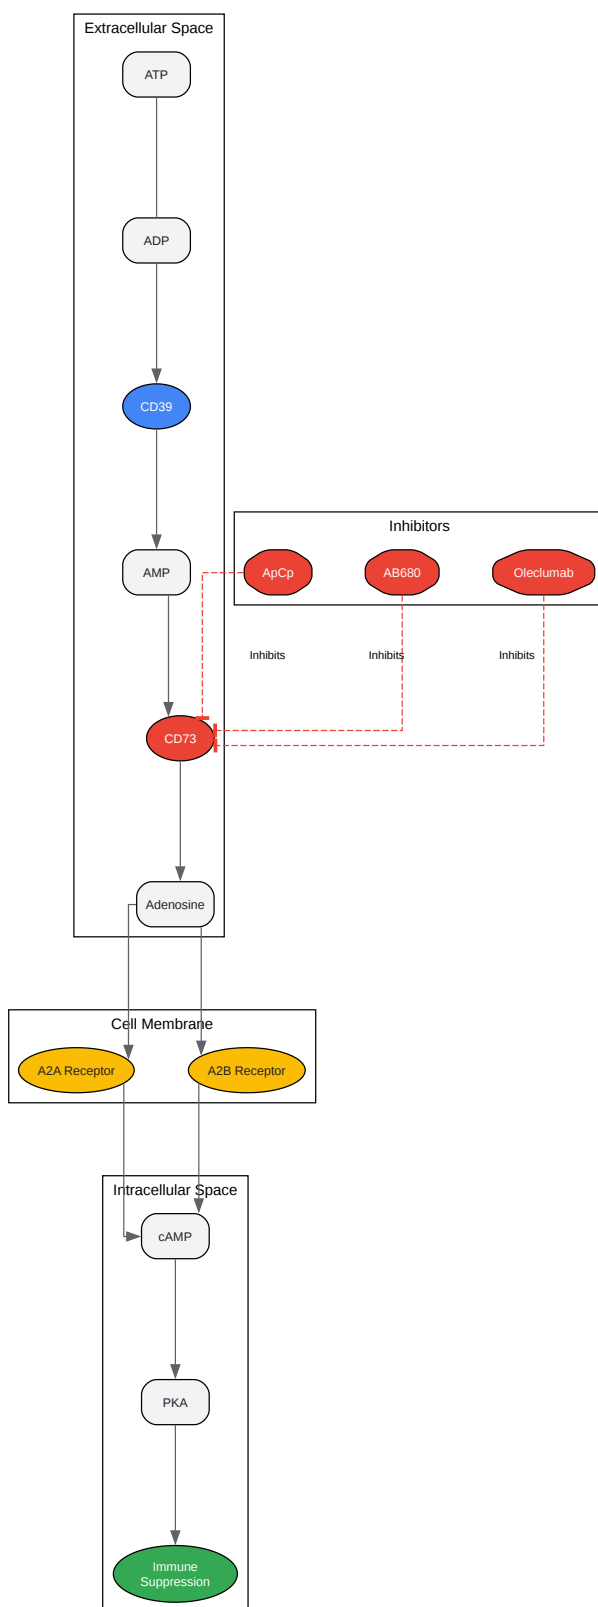 Extracellular Space
ATP
ADP
CD39
Inhibitors
AMP
ApCp
AB680
Oleclumab
Inhibits
Inhibits
Inhibits
CD73
Adenosine
Cell Membrane
A2A Receptor
A2B Receptor
Intracellular Space
cAMP
PKA
Immune
Suppression